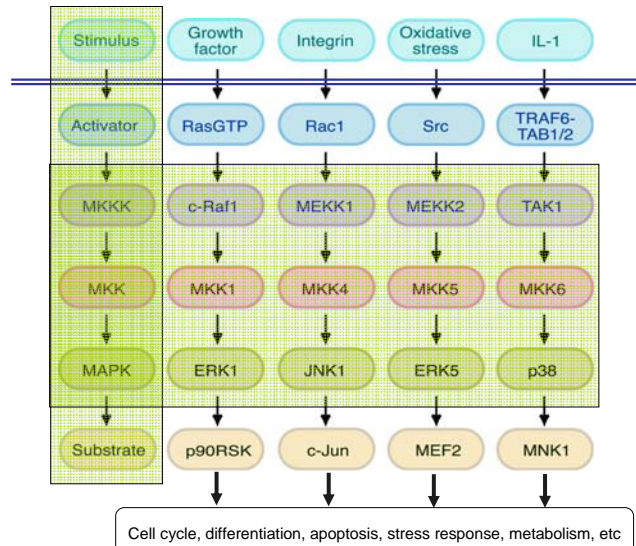 Stimulus
Growth
factor
Integrin
Oxidative
stress
IL-1
Activator
RasGTP
Rac1
Src
TRAF6-
TAB1/2
MKKK
c-Raf1
MEKK1
MEKK2
TAK1
MKK
MKK1
MKK4
MKK5
MKK6
MAPK
ERK1
JNK1
ERK5
p38
Substrate
p90RSK
c-Jun
MEF2
MNK1
Cell cycle, differentiation, apoptosis, stress response, metabolism, etc